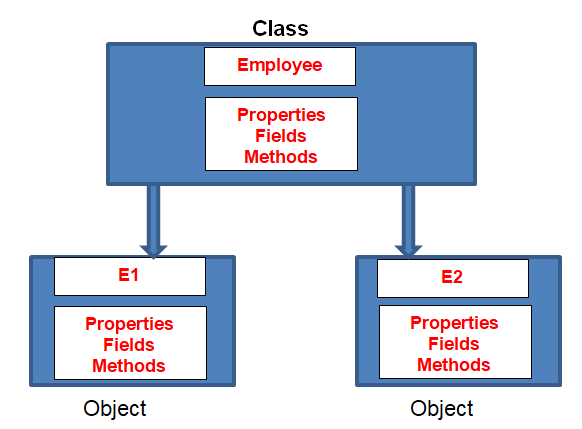 Class
Employee
Properties
Fields
Methods
E1
Properties
Fields
Methods
Object
E2
Properties
Fields
Methods
Object